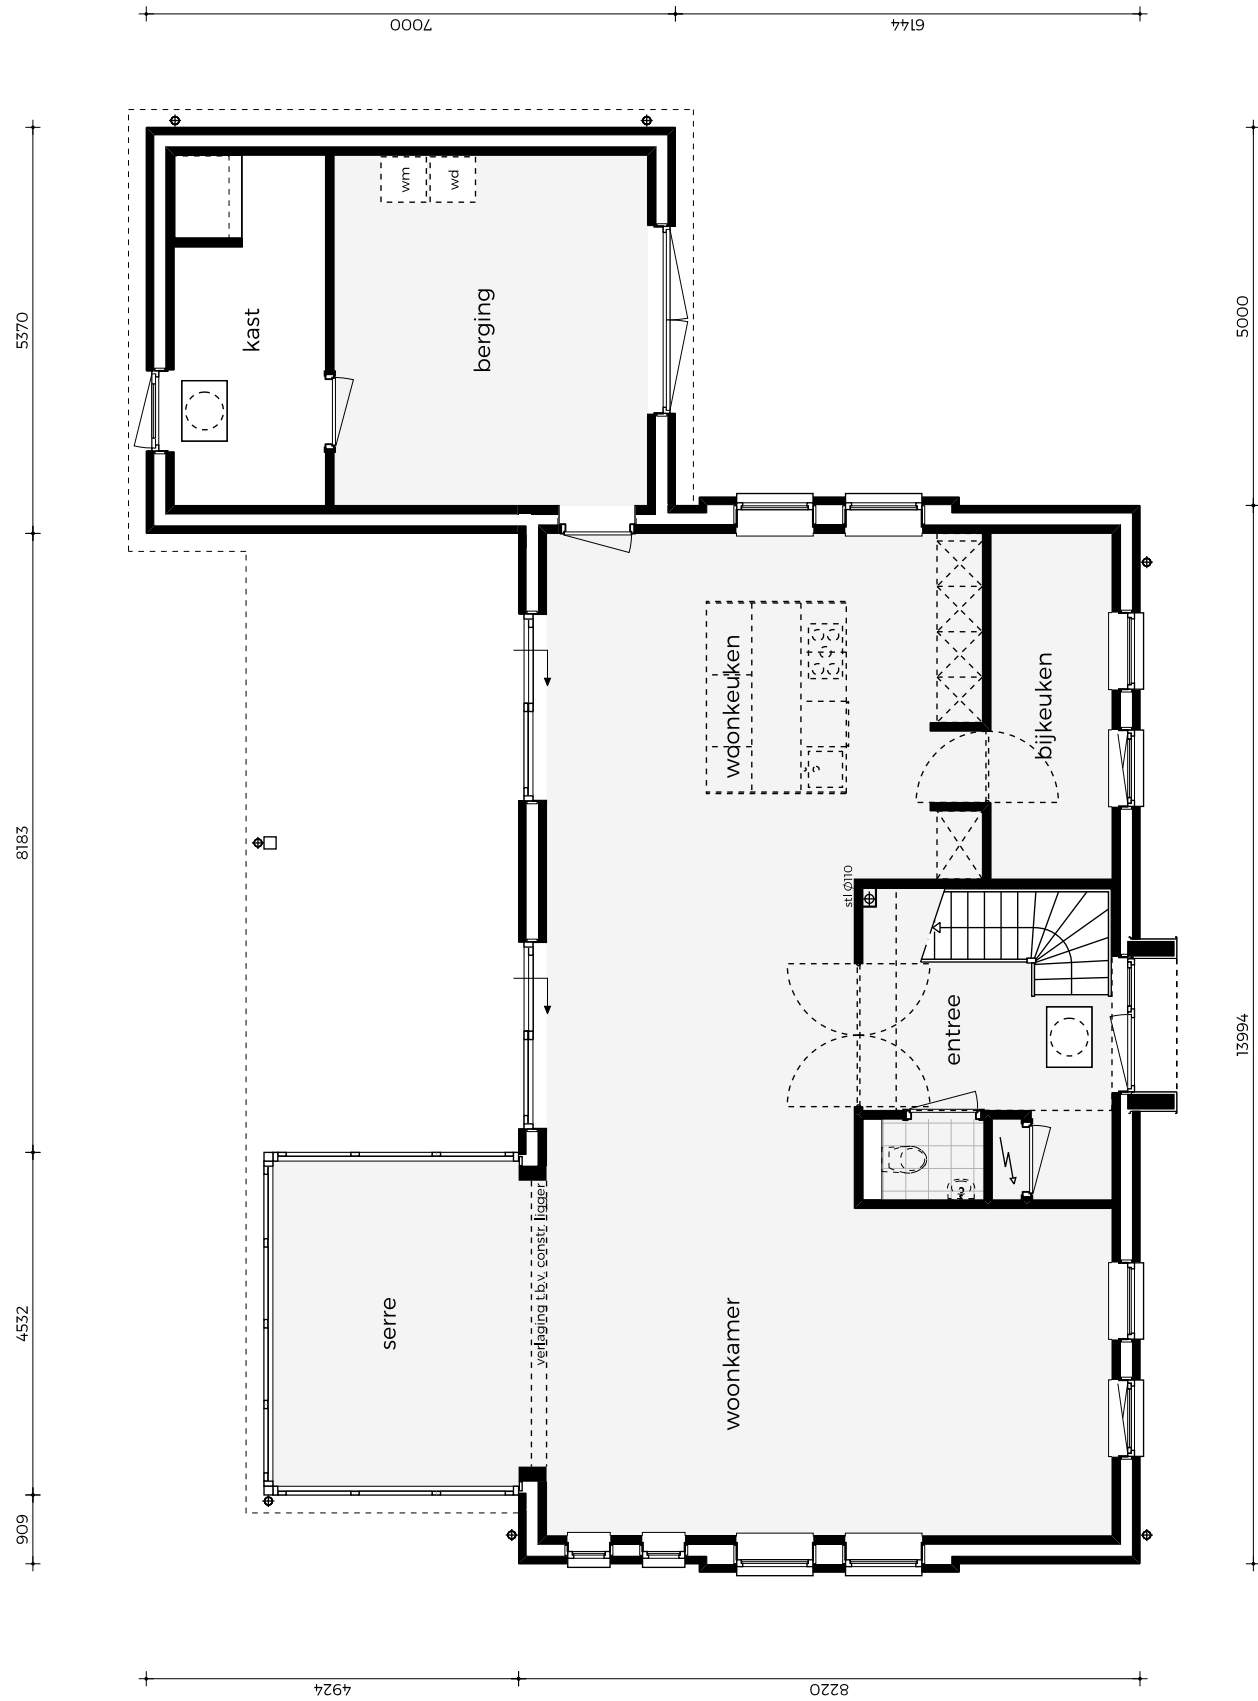 7000
6144
wm
wd
5370
kast
berging
5000
8183
woonkeuken
bijkeuken
stl Ø110
entree
13994
verlaging t.b.v. constr. ligger
4532
serre
woonkamer
909
4924
8220